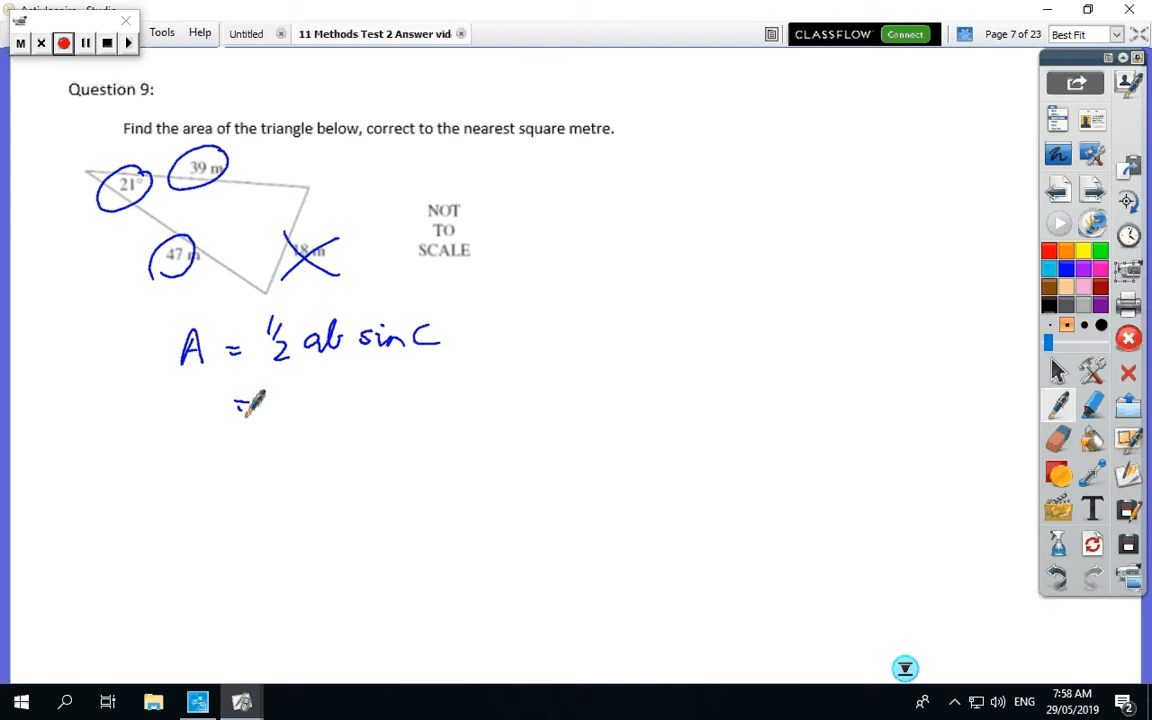 Tools Help Untitled 11 Methods Test 2 Answer vid CLASSFLOW Connect Page 7 of 23 Best Fit
M
Question 9:
Find the area of the triangle below, correct to the nearest square metre.
39 m
21°
47 m
18 m
NOT
TO
SCALE
A = ½ ab sin C
=
T
ENG
7:58 AM
29/05/2019
2